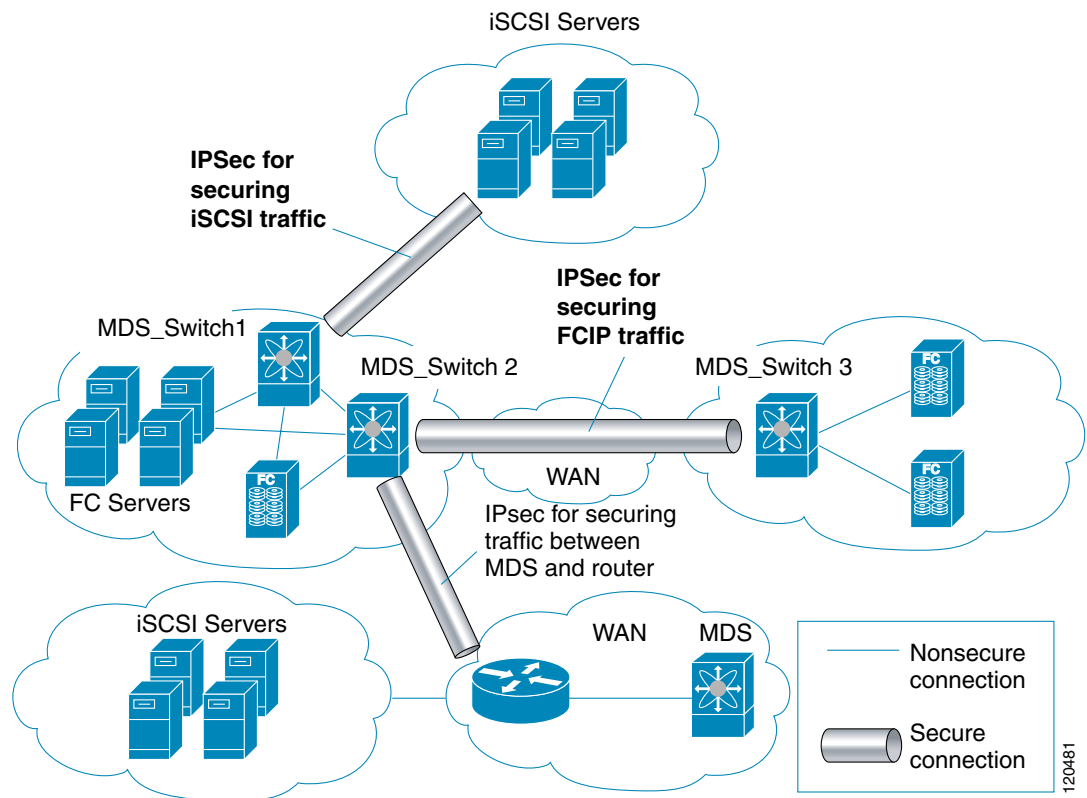 iSCSI Servers
IPSec for
securing
iSCSI traffic
IPSec for
securing
FCIP traffic
MDS_Switch1
MDS_Switch 2
MDS_Switch 3
FC
FC
FC
FC Servers
WAN
IPsec for securing
traffic between
MDS and router
iSCSI Servers
WAN
MDS
Nonsecure
connection
Secure
connection
120481